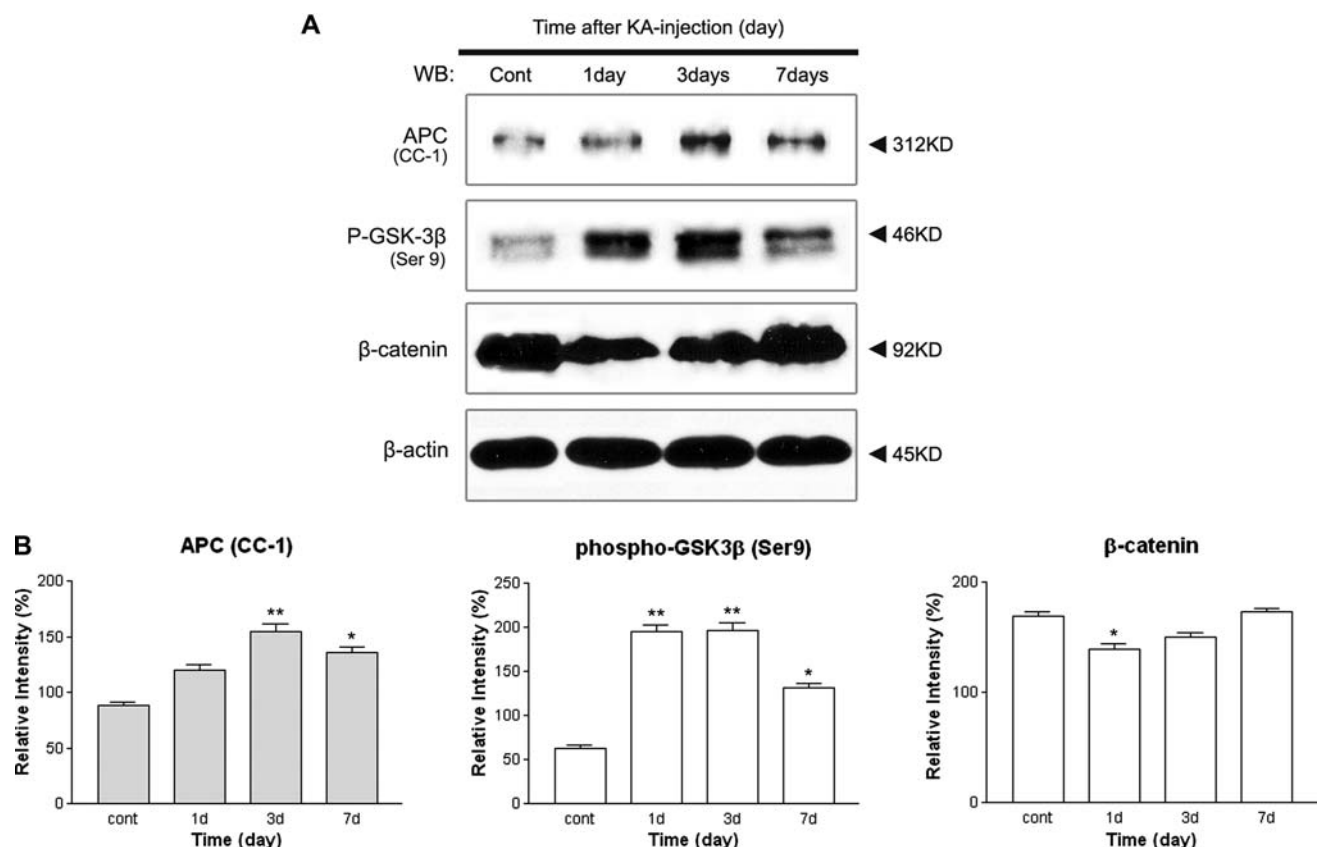 A
Time after KA-injection (day)
WB: Cont 1day 3days 7days
APC
(CC-1)
◄ 312KD
P-GSK-3β
(Ser 9)
◄ 46KD
β-catenin
◄ 92KD
β-actin
◄ 45KD
B
APC (CC-1)
Relative Intensity (%)
200
150
100
50
0
**
*
cont 1d 3d 7d
Time (day)
phospho-GSK3β (Ser9)
Relative Intensity (%)
250
200
150
100
50
0
** **
*
cont 1d 3d 7d
Time (day)
β-catenin
Relative Intensity (%)
200
100
0
*
cont 1d 3d 7d
Time (day)